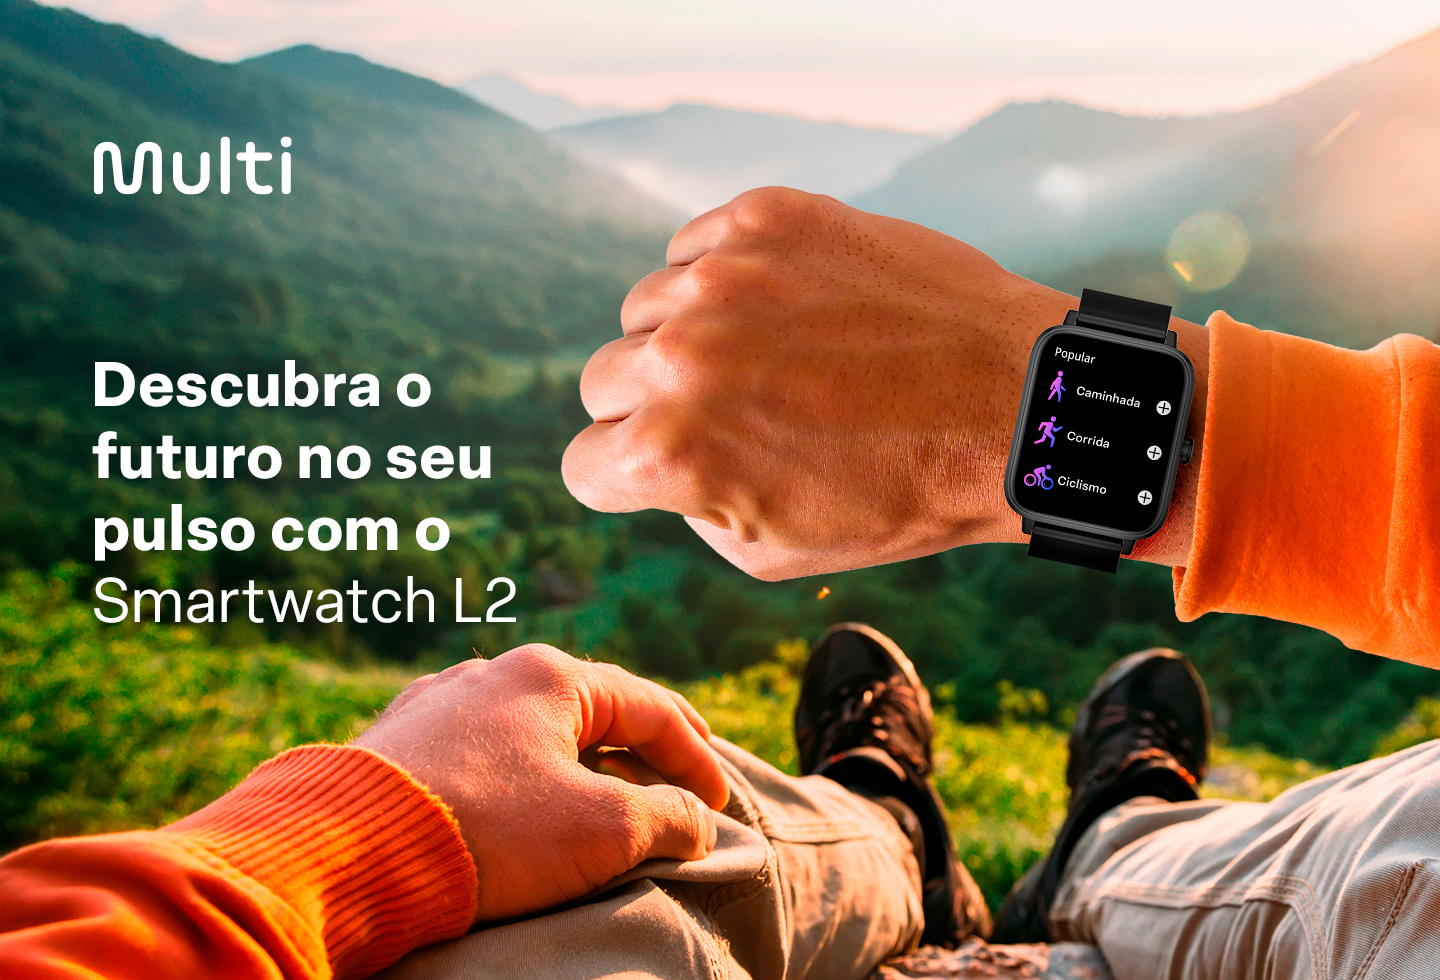 Multi
Descubra o
futuro no seu
pulso com o
Smartwatch L2
Popular
Caminhada
Corrida
Ciclismo